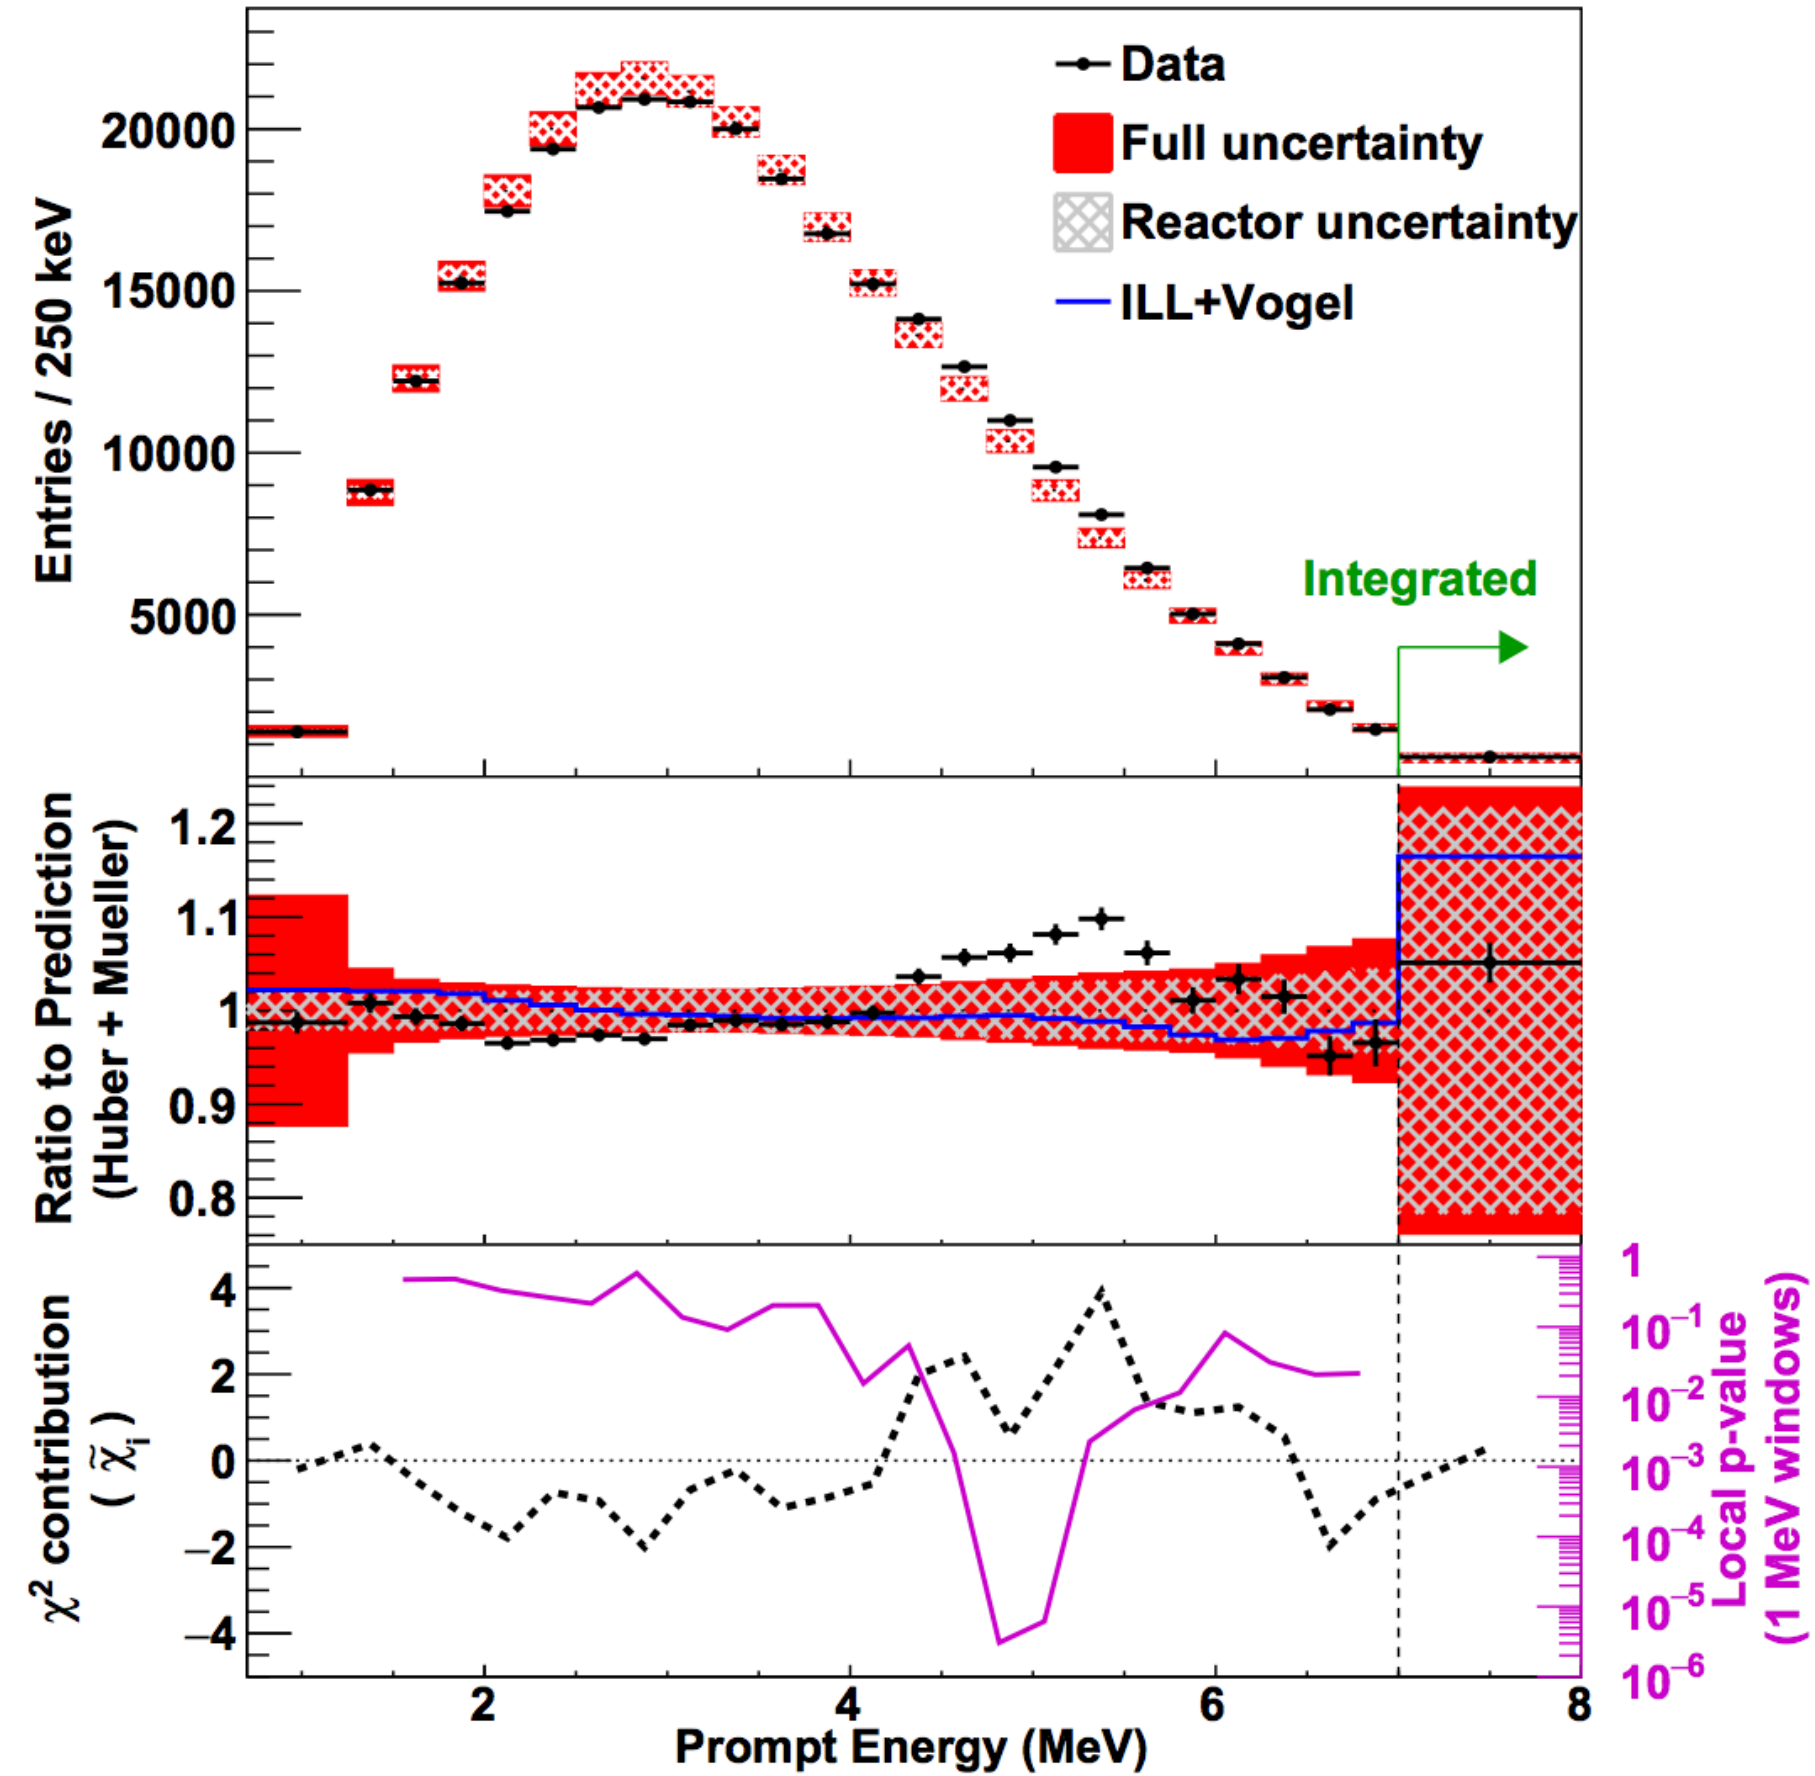 Entries / 250 keV
20000
15000
10000
5000
Data
Full uncertainty
Reactor uncertainty
ILL+Vogel
Integrated
Ratio to Prediction
(Huber + Mueller)
1.2
1.1
1
0.9
0.8
χ² contribution
( χ̃ᵢ )
4
2
0
−2
−4
1
10⁻¹
10⁻²
10⁻³
10⁻⁴
10⁻⁵
10⁻⁶
Local p-value
(1 MeV windows)
2 4 6 8
Prompt Energy (MeV)